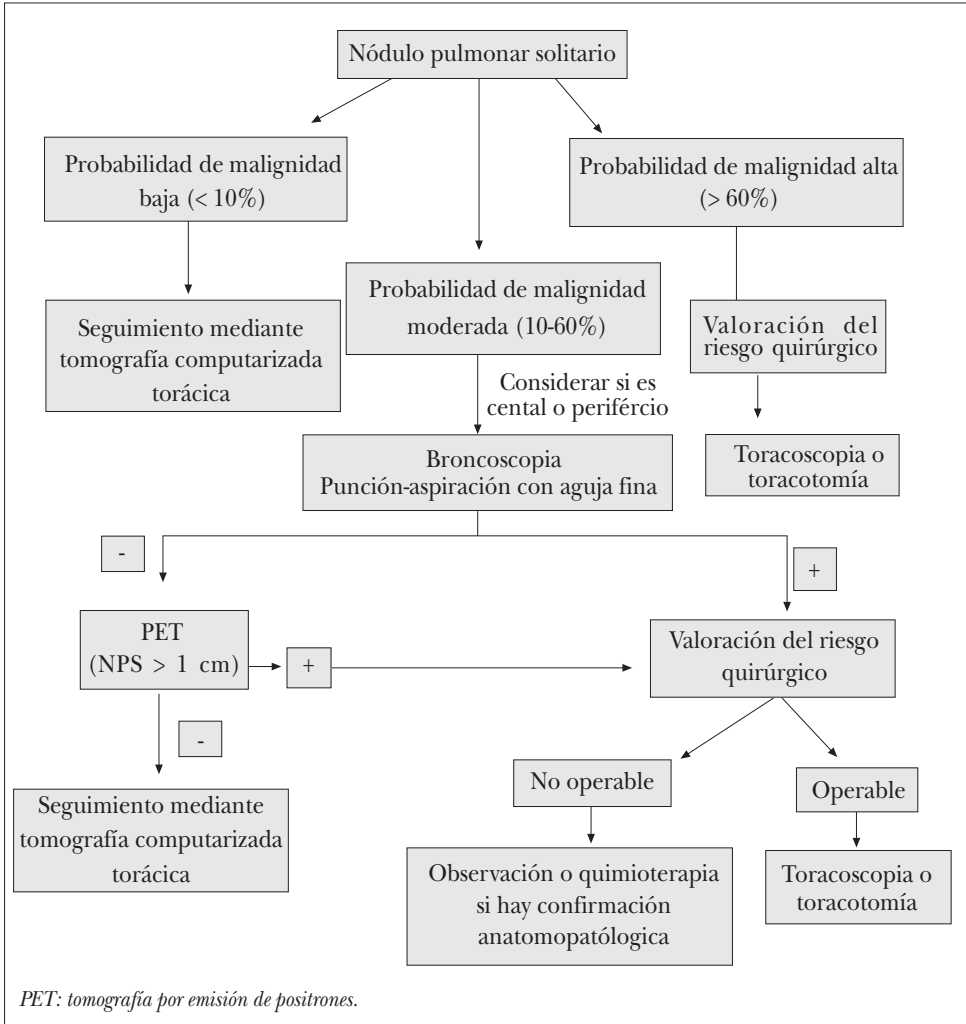 Nódulo pulmonar solitario
Probabilidad de malignidad
baja (< 10%)
Probabilidad de malignidad alta
(> 60%)
Probabilidad de malignidad
moderada (10-60%)
Seguimiento mediante
tomografía computarizada
torácica
Valoración del
riesgo quirúrgico
Considerar si es
cental o perifércio
Toracoscopia o
toracotomía
Broncoscopia
Punción-aspiración con aguja fina
-
+
PET
(NPS > 1 cm)
+
Valoración del riesgo
quirúrgico
-
No operable
Operable
Seguimiento mediante
tomografía computarizada
torácica
Observación o quimioterapia
si hay confirmación
anatomopatólogica
Toracoscopia o
toracotomía
PET: tomografía por emisión de positrones.